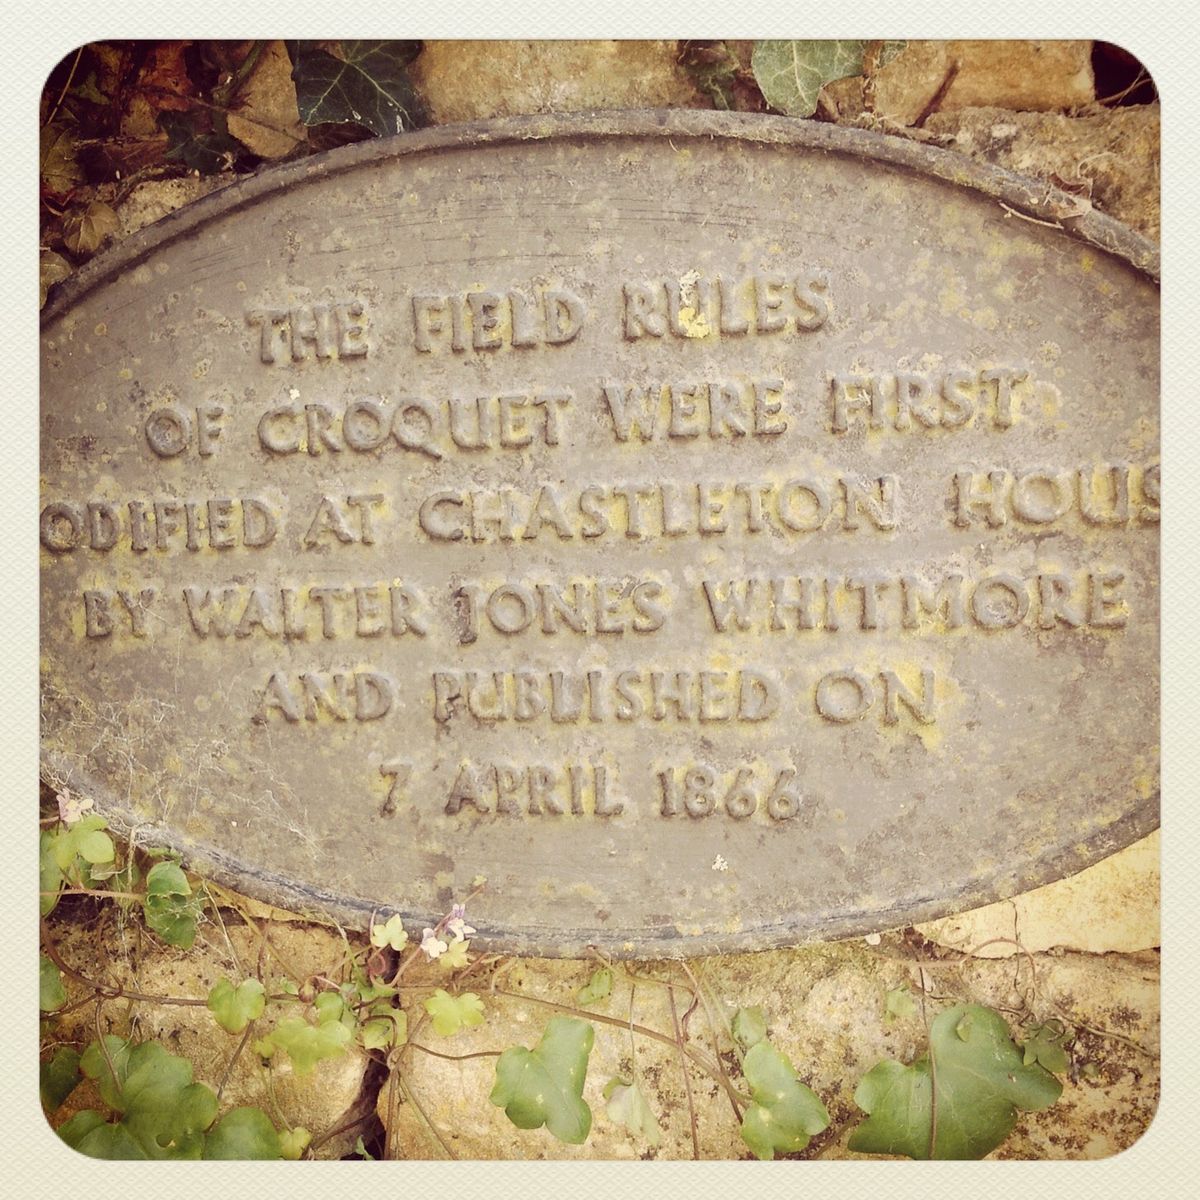 THE FIELD RULES
OF CROQUET WERE FIRST
ODIFIED AT CHASTLETON HOUS
BY WALTER JONES WHITMORE
AND PUBLISHED ON
7 APRIL 1866